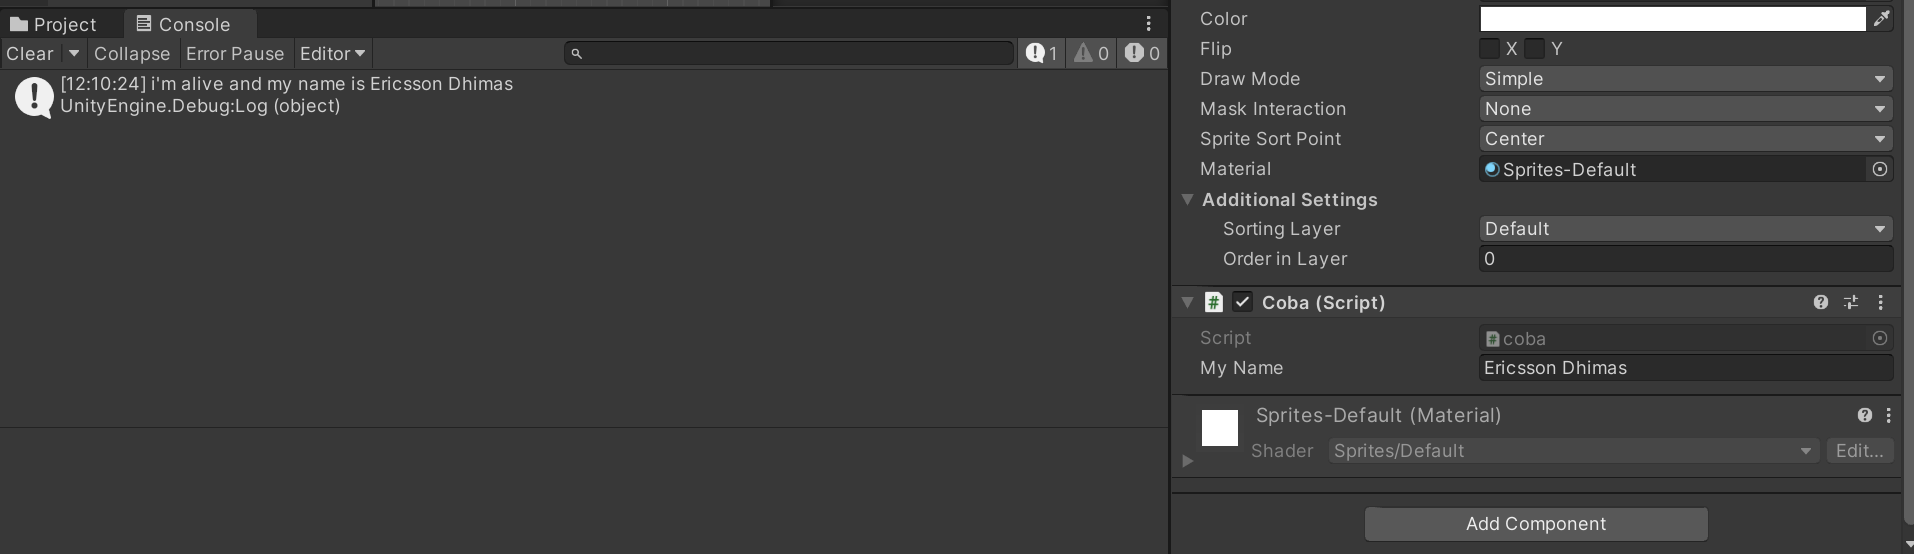 Project
Console
Clear
Collapse
Error Pause
Editor
1
0
0
[12:10:24] i'm alive and my name is Ericsson Dhimas
UnityEngine.Debug:Log (object)
Color
Flip X Y
Draw Mode Simple
Mask Interaction None
Sprite Sort Point Center
Material Sprites-Default
Additional Settings
Sorting Layer Default
Order in Layer 0
# Coba (Script)
Script # coba
My Name Ericsson Dhimas
Sprites-Default (Material)
Shader Sprites/Default Edit...
Add Component